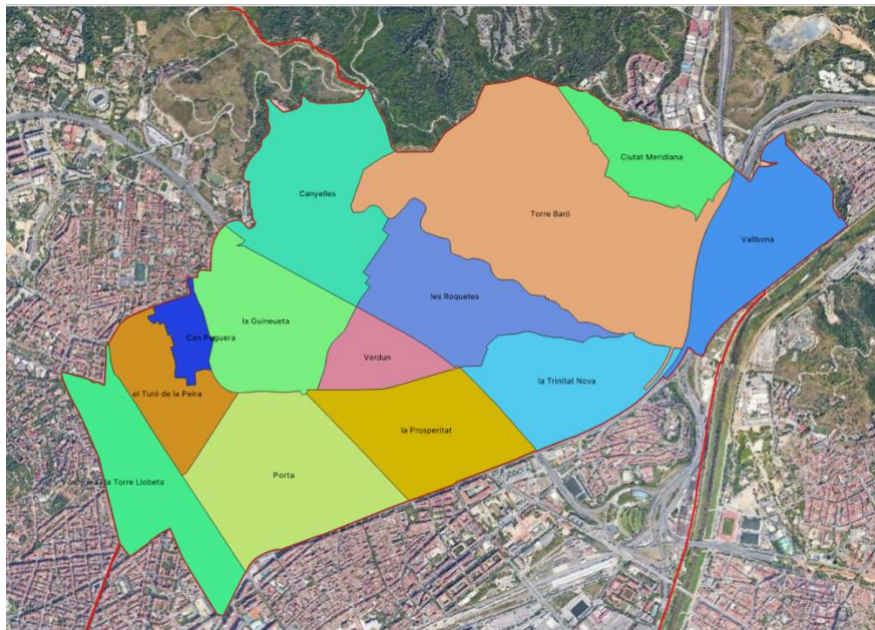 Ciutat Meridiana
Canyelles
Torre Baró
Vallbona
les Roquetes
la Guineueta
Can Peguera
Verdun
la Trinitat Nova
el Turó de la Peira
la Prosperitat
Porta
la Torre Llobeta